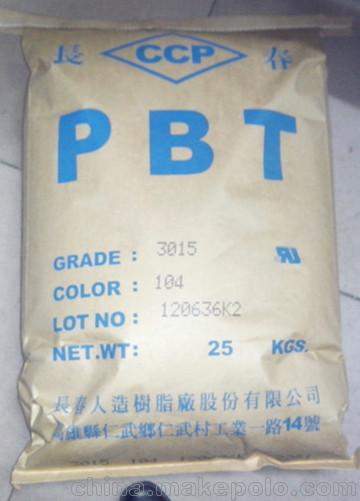 長 CCP 春
PBT
GRADE : 3015
COLOR : 104
LOT NO : 120636K2
NET.WT: 25 KGS.
長春人造樹脂廠股份有限公司
高雄縣仁武鄉仁武村工業一路14號
3015 104
china.makepolo.com